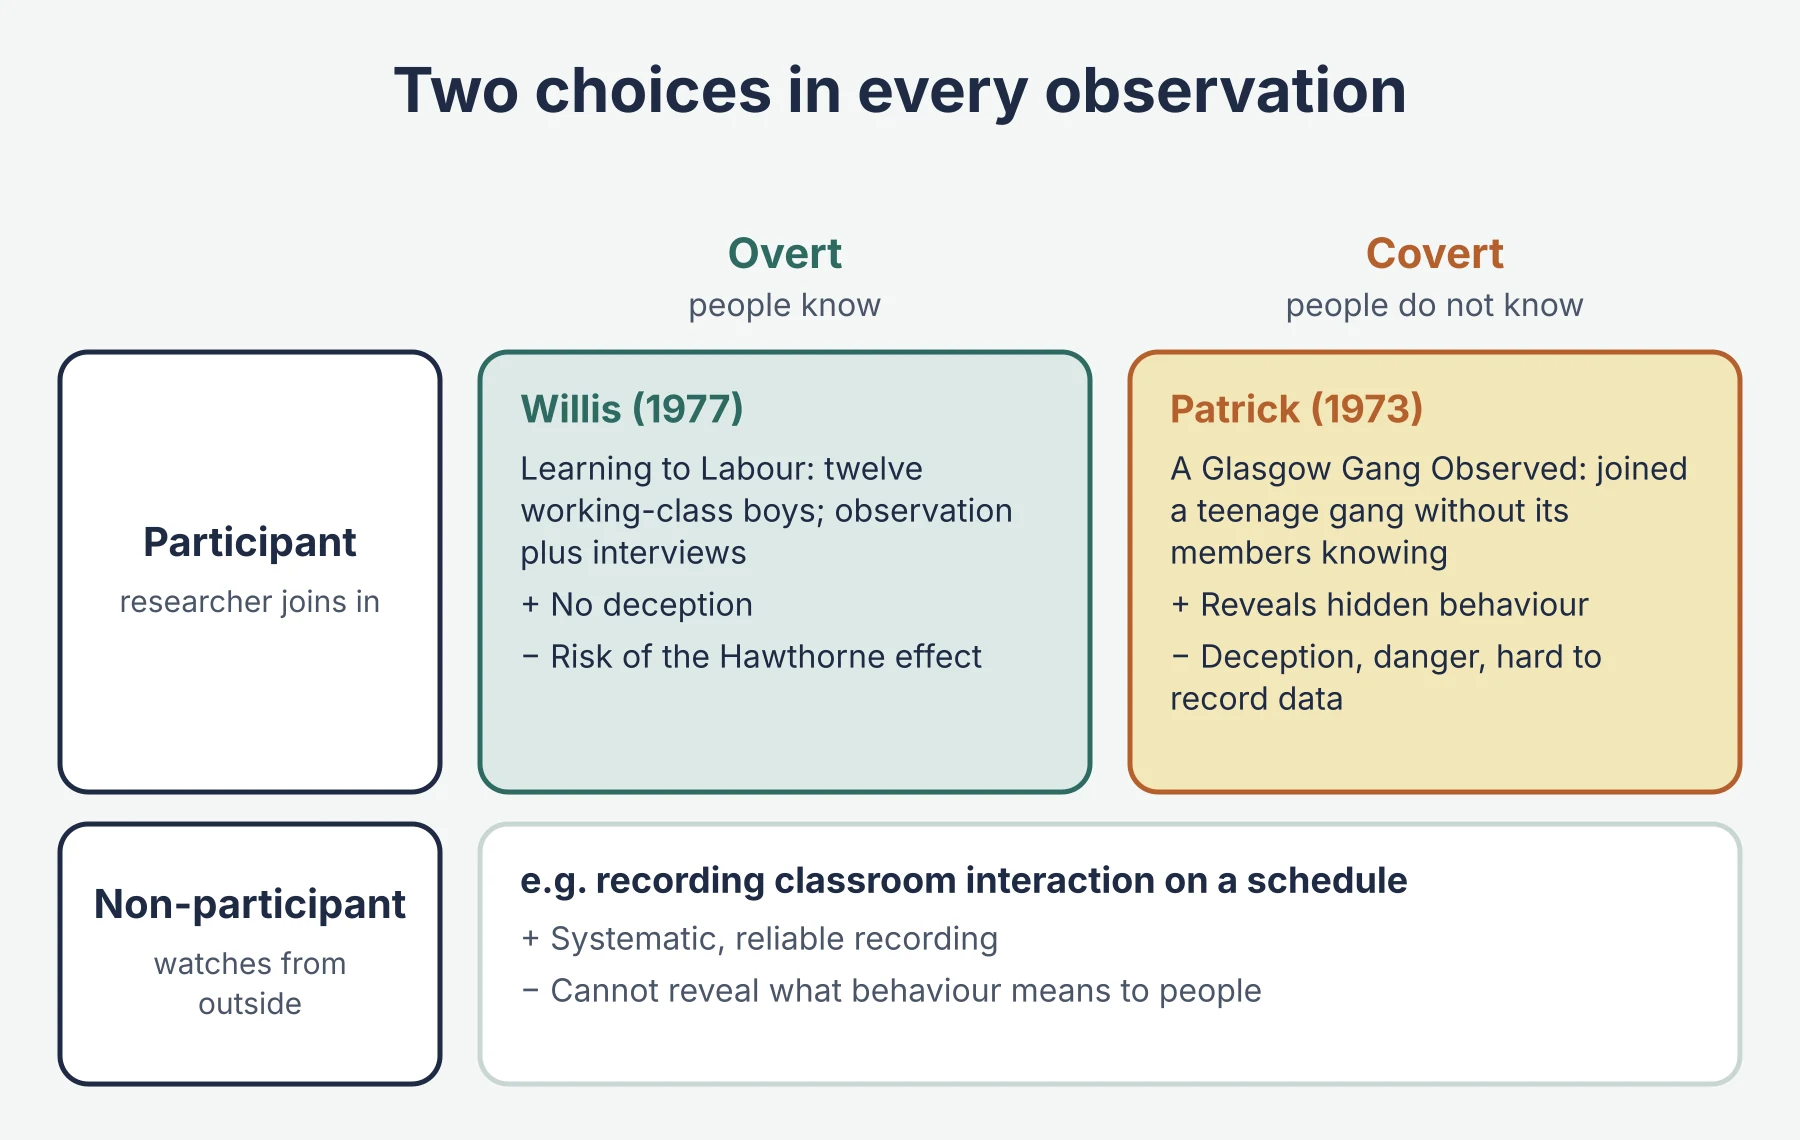 Two choices in every observation
Overt
people know
Covert
people do not know
Participant
researcher joins in
Willis (1977)
Learning to Labour: twelve
working-class boys; observation
plus interviews
+ No deception
− Risk of the Hawthorne effect
Patrick (1973)
A Glasgow Gang Observed: joined
a teenage gang without its
members knowing
+ Reveals hidden behaviour
− Deception, danger, hard to
record data
Non-participant
watches from
outside
e.g. recording classroom interaction on a schedule
+ Systematic, reliable recording
− Cannot reveal what behaviour means to people